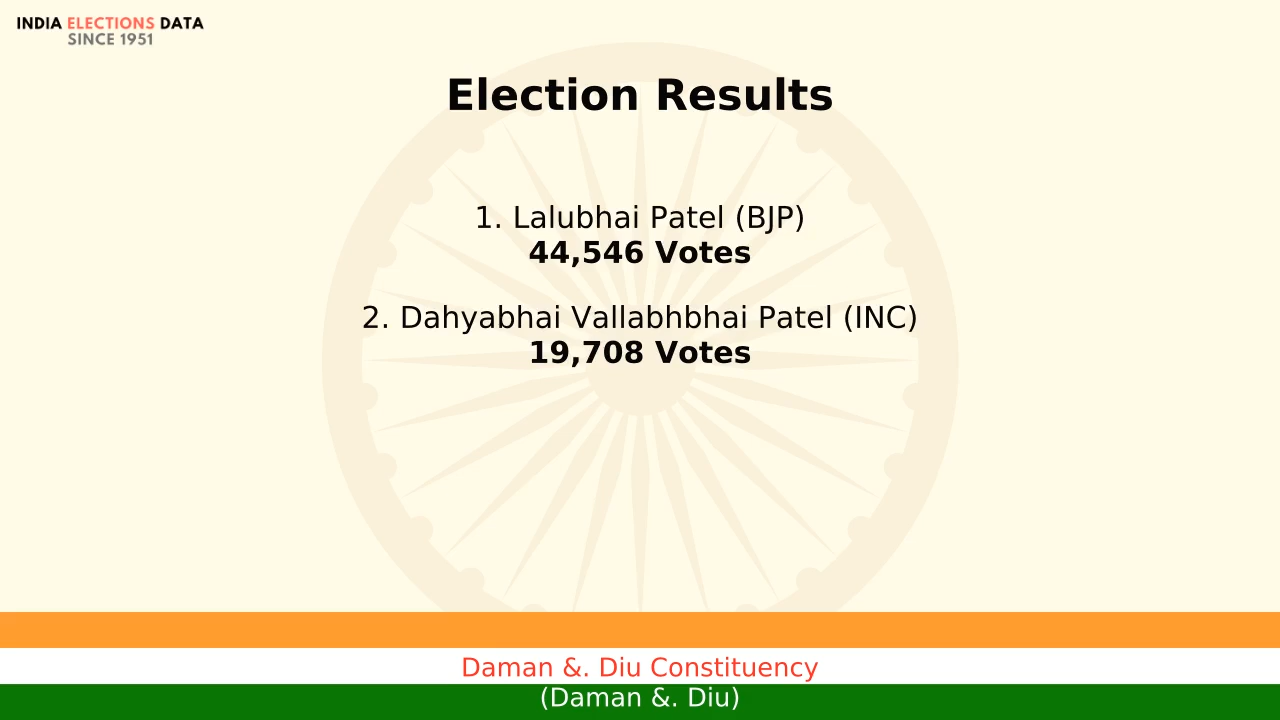 INDIA ELECTIONS DATA
SINCE 1951
Election Results
1. Lalubhai Patel (BJP)
44,546 Votes
2. Dahyabhai Vallabhbhai Patel (INC)
19,708 Votes
Daman &. Diu Constituency
(Daman &. Diu)